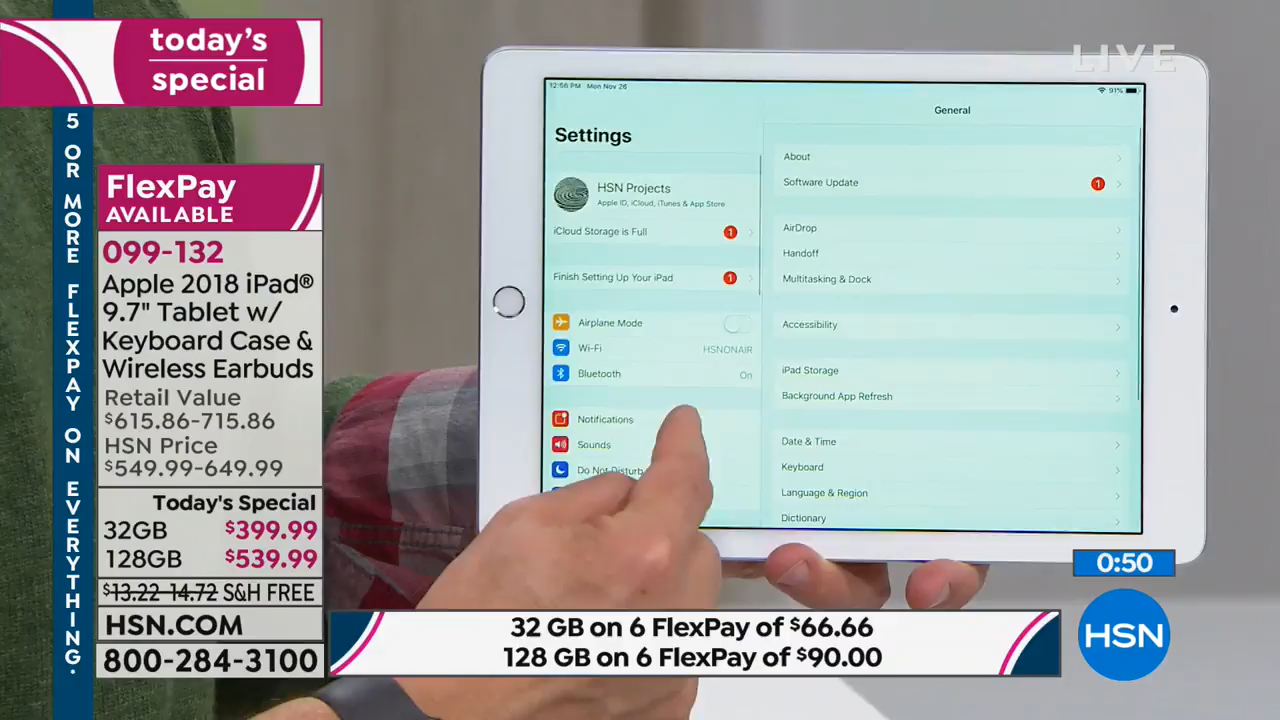 today's
special
5 OR MORE FLEXPAY ON EVERYTHING.
FlexPay
AVAILABLE
099-132
Apple 2018 iPad®
9.7" Tablet w/
Keyboard Case &
Wireless Earbuds
Retail Value
$615.86-715.86
HSN Price
$549.99-649.99
Today's Special
32GB $399.99
128GB $539.99
$13.22-14.72 S&H FREE
HSN.COM
800-284-3100
LIVE
12:56 PM Mon Nov 26
91%
Settings
HSN Projects
Apple ID, iCloud, iTunes & App Store
iCloud Storage is Full 1
Finish Setting Up Your iPad 1
Airplane Mode
Wi-Fi HSNONAIR
Bluetooth On
Notifications
Sounds
Do Not Disturb
General
About
Software Update 1
AirDrop
Handoff
Multitasking & Dock
Accessibility
iPad Storage
Background App Refresh
Date & Time
Keyboard
Language & Region
Dictionary
0:50
HSN
32 GB on 6 FlexPay of $66.66
128 GB on 6 FlexPay of $90.00